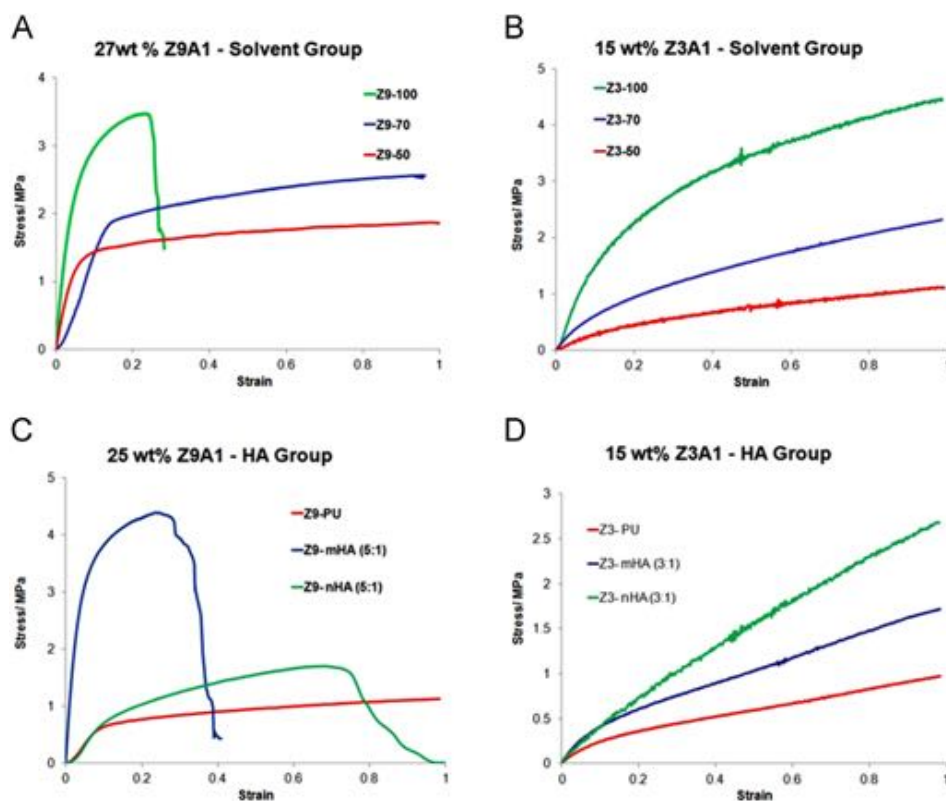 A
27wt % Z9A1 - Solvent Group
4
3
2
1
0
0
0.2
0.4
0.6
0.8
1
Stress/ MPa
Strain
Z9-100
Z9-70
Z9-50
B
15 wt% Z3A1 - Solvent Group
5
4
3
2
1
0
0
0.2
0.4
0.6
0.8
1
Stress/ MPa
Strain
Z3-100
Z3-70
Z3-50
C
25 wt% Z9A1 - HA Group
5
4
3
2
1
0
0
0.2
0.4
0.6
0.8
1
Stress/ MPa
Strain
Z9-PU
Z9- mHA (5:1)
Z9- nHA (5:1)
D
15 wt% Z3A1 - HA Group
3
2.5
2
1.5
1
0.5
0
0
0.2
0.4
0.6
0.8
1
Stress/ MPa
Strain
Z3- PU
Z3- mHA (3:1)
Z3- nHA (3:1)